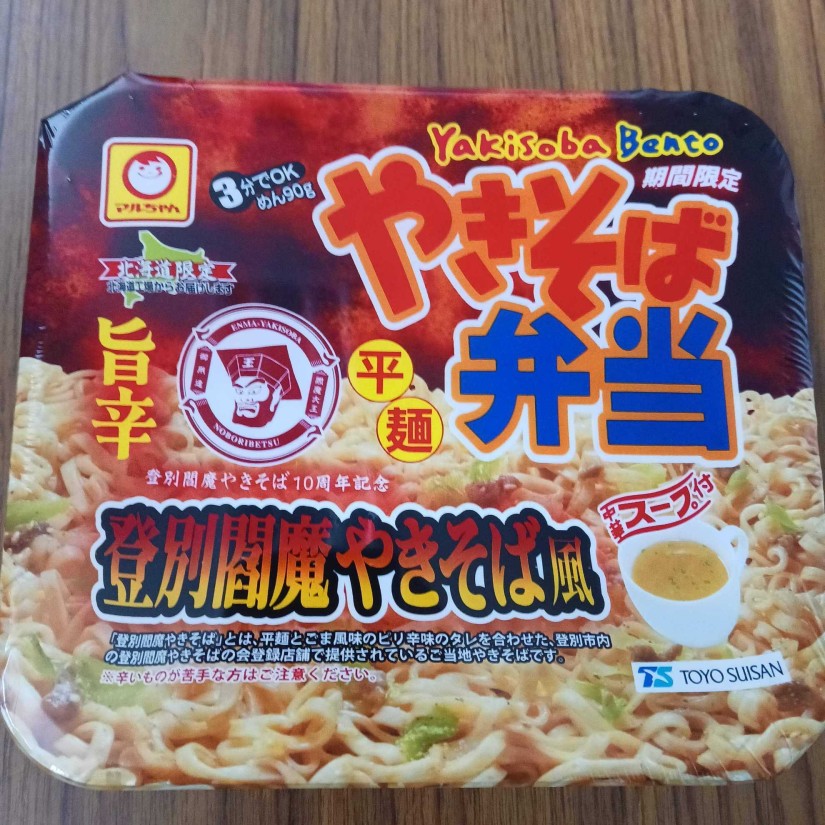 Yakisoba Bento
期間限定
マルちゃん
3分でOK
めん90g
やきそば
弁当
北海道限定
北海道工場からお届けします
旨辛
ENMA-YAKISOBA
御用達
閻魔大王
NOBORIBETSU
平
麺
登別閻魔やきそば10周年記念
中華スープ付
登別閻魔やきそば風
「登別閻魔やきそば」とは、平麺とごま風味のピリ辛味のタレを合わせた、登別市内
の登別閻魔やきそばの会登録店舗で提供されているご当地やきそばです。
※辛いものが苦手な方はご注意ください。
TS TOYO SUISAN